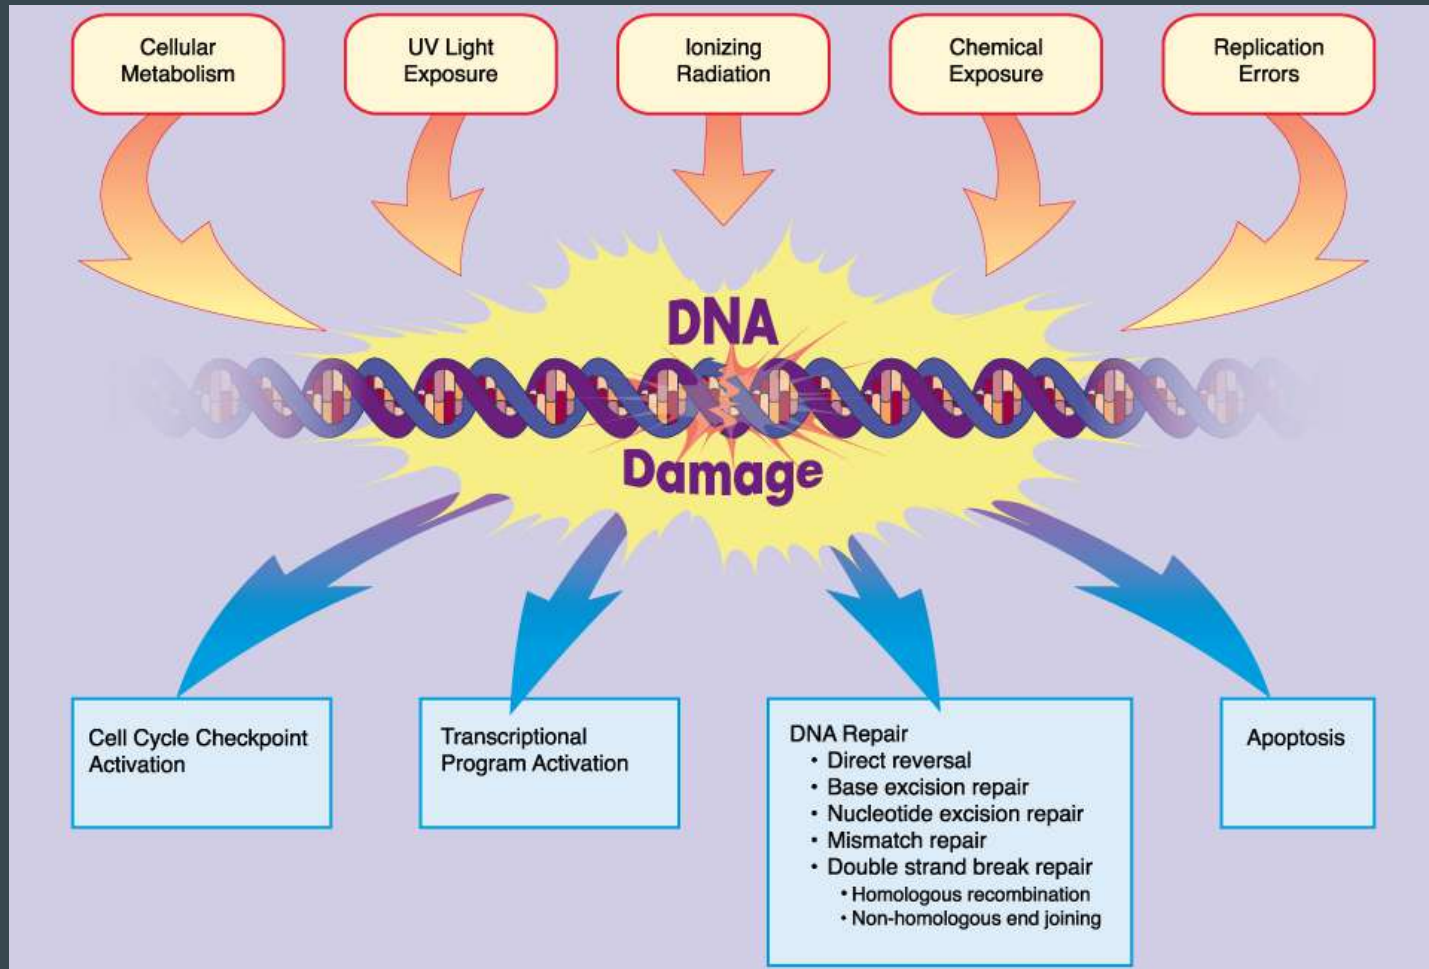 Cellular
Metabolism
UV Light
Exposure
Ionizing
Radiation
Chemical
Exposure
Replication
Errors
DNA
Damage
Cell Cycle Checkpoint
Activation
Transcriptional
Program Activation
DNA Repair
• Direct reversal
• Base excision repair
• Nucleotide excision repair
• Mismatch repair
• Double strand break repair
• Homologous recombination
• Non-homologous end joining
Apoptosis